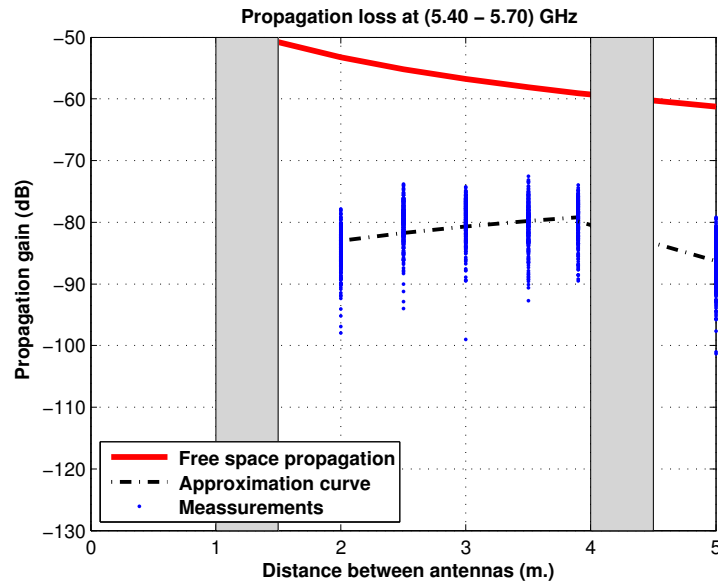 Propagation loss at (5.40 − 5.70) GHz
Propagation gain (dB)
−50
−60
−70
−80
−90
−100
−110
−120
−130
Free space propagation
Approximation curve
Meassurements
0
1
2
3
4
5
Distance between antennas (m.)